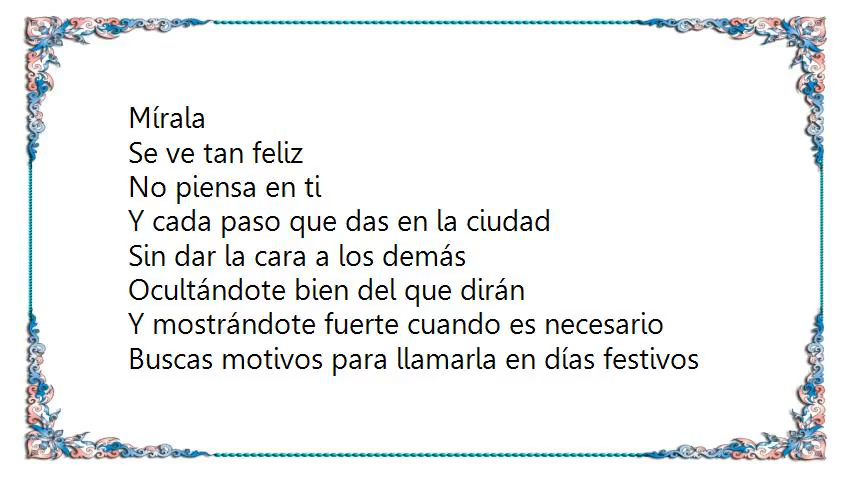 Mírala
Se ve tan feliz
No piensa en ti
Y cada paso que das en la ciudad
Sin dar la cara a los demás
Ocultándote bien del que dirán
Y mostrándote fuerte cuando es necesario
Buscas motivos para llamarla en días festivos